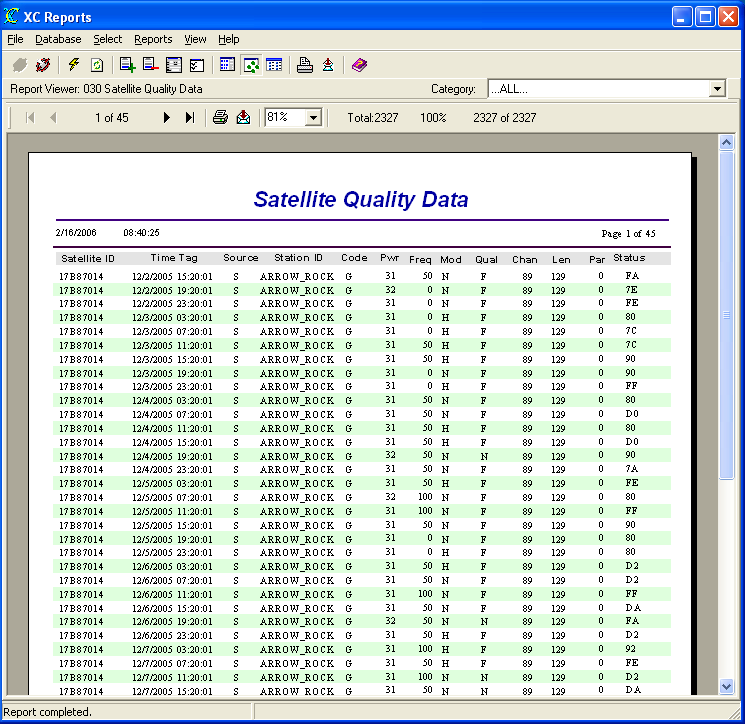 XC Reports
File Database Select Reports View Help
Report Viewer: 030 Satellite Quality Data Category: ...ALL...
1 of 45 81% Total:2327 100% 2327 of 2327
Satellite Quality Data
2/16/2006 08:40:25 Page 1 of 45
Satellite ID Time Tag Source Station ID Code Pwr Freq Mod Qual Chan Len Par Status
17B87014 12/2/2005 15:20:01 S ARROW_ROCK G 31 50 N F 89 129 0 FA
17B87014 12/2/2005 19:20:01 S ARROW_ROCK G 32 0 N F 89 129 0 7E
17B87014 12/2/2005 23:20:01 S ARROW_ROCK G 31 0 N F 89 129 0 FE
17B87014 12/3/2005 03:20:01 S ARROW_ROCK G 31 0 H F 89 129 0 80
17B87014 12/3/2005 07:20:01 S ARROW_ROCK G 31 0 H F 89 129 0 7C
17B87014 12/3/2005 11:20:01 S ARROW_ROCK G 31 50 H F 89 129 0 7C
17B87014 12/3/2005 15:20:01 S ARROW_ROCK G 31 50 H F 89 129 0 90
17B87014 12/3/2005 19:20:01 S ARROW_ROCK G 31 0 N F 89 129 0 90
17B87014 12/3/2005 23:20:01 S ARROW_ROCK G 31 0 H F 89 129 0 FF
17B87014 12/4/2005 03:20:01 S ARROW_ROCK G 31 50 N F 89 129 0 80
17B87014 12/4/2005 07:20:01 S ARROW_ROCK G 31 50 N F 89 129 0 D0
17B87014 12/4/2005 11:20:01 S ARROW_ROCK G 31 50 H F 89 129 0 80
17B87014 12/4/2005 15:20:01 S ARROW_ROCK G 31 50 H F 89 129 0 D0
17B87014 12/4/2005 19:20:01 S ARROW_ROCK G 32 50 N N 89 129 0 90
17B87014 12/4/2005 23:20:01 S ARROW_ROCK G 31 50 N F 89 129 0 7A
17B87014 12/5/2005 03:20:01 S ARROW_ROCK G 31 50 H F 89 129 0 FE
17B87014 12/5/2005 07:20:01 S ARROW_ROCK G 32 100 N F 89 129 0 80
17B87014 12/5/2005 11:20:01 S ARROW_ROCK G 31 100 N F 89 129 0 FF
17B87014 12/5/2005 15:20:01 S ARROW_ROCK G 31 50 N F 89 129 0 90
17B87014 12/5/2005 19:20:01 S ARROW_ROCK G 31 0 N F 89 129 0 80
17B87014 12/5/2005 23:20:01 S ARROW_ROCK G 31 0 H F 89 129 0 80
17B87014 12/6/2005 03:20:01 S ARROW_ROCK G 31 50 H F 89 129 0 D2
17B87014 12/6/2005 07:20:01 S ARROW_ROCK G 31 50 N F 89 129 0 D2
17B87014 12/6/2005 11:20:01 S ARROW_ROCK G 31 100 N F 89 129 0 FF
17B87014 12/6/2005 15:20:01 S ARROW_ROCK G 31 50 N F 89 129 0 DA
17B87014 12/6/2005 19:20:01 S ARROW_ROCK G 32 50 N N 89 129 0 FA
17B87014 12/6/2005 23:20:01 S ARROW_ROCK G 31 50 H F 89 129 0 D2
17B87014 12/7/2005 03:20:01 S ARROW_ROCK G 31 100 H F 89 129 0 92
17B87014 12/7/2005 07:20:01 S ARROW_ROCK G 31 50 H F 89 129 0 FE
17B87014 12/7/2005 11:20:01 S ARROW_ROCK G 31 100 N N 89 129 0 D2
17B87014 12/7/2005 15:20:01 S ARROW_ROCK G 31 50 N N 89 129 0 DA
Report completed.